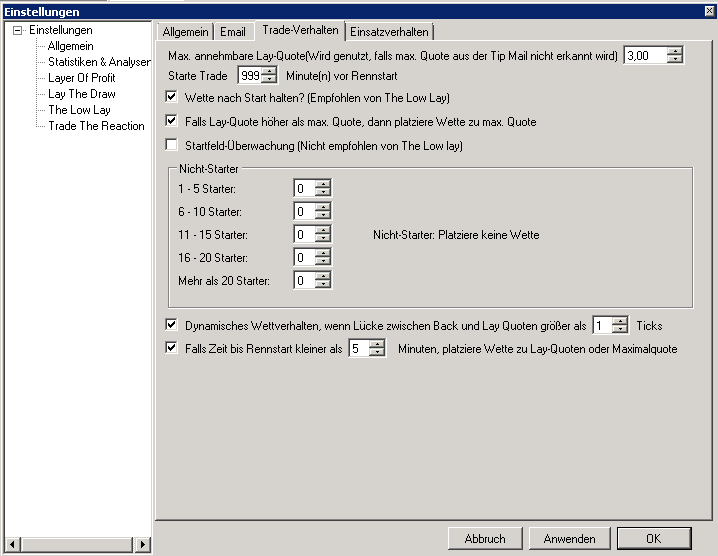 Einstellungen
Einstellungen
Allgemein
Statistiken & Analysen
Layer Of Profit
Lay The Draw
The Low Lay
Trade The Reaction
Allgemein Email Trade-Verhalten Einsatzverhalten
Max. annehmbare Lay-Quote(Wird genutzt, falls max. Quote aus der Tip Mail nicht erkannt wird) 3,00
Starte Trade 999 Minute(n) vor Rennstart
Wette nach Start halten? (Empfohlen von The Low Lay)
Falls Lay-Quote höher als max. Quote, dann platziere Wette zu max. Quote
Startfeld-Überwachung (Nicht empfohlen von The Low lay)
Nicht-Starter
1 - 5 Starter: 0
6 - 10 Starter: 0
11 - 15 Starter: 0 Nicht-Starter: Platziere keine Wette
16 - 20 Starter: 0
Mehr als 20 Starter: 0
Dynamisches Wettverhalten, wenn Lücke zwischen Back und Lay Quoten größer als 1 Ticks
Falls Zeit bis Rennstart kleiner als 5 Minuten, platziere Wette zu Lay-Quoten oder Maximalquote
Abbruch Anwenden OK